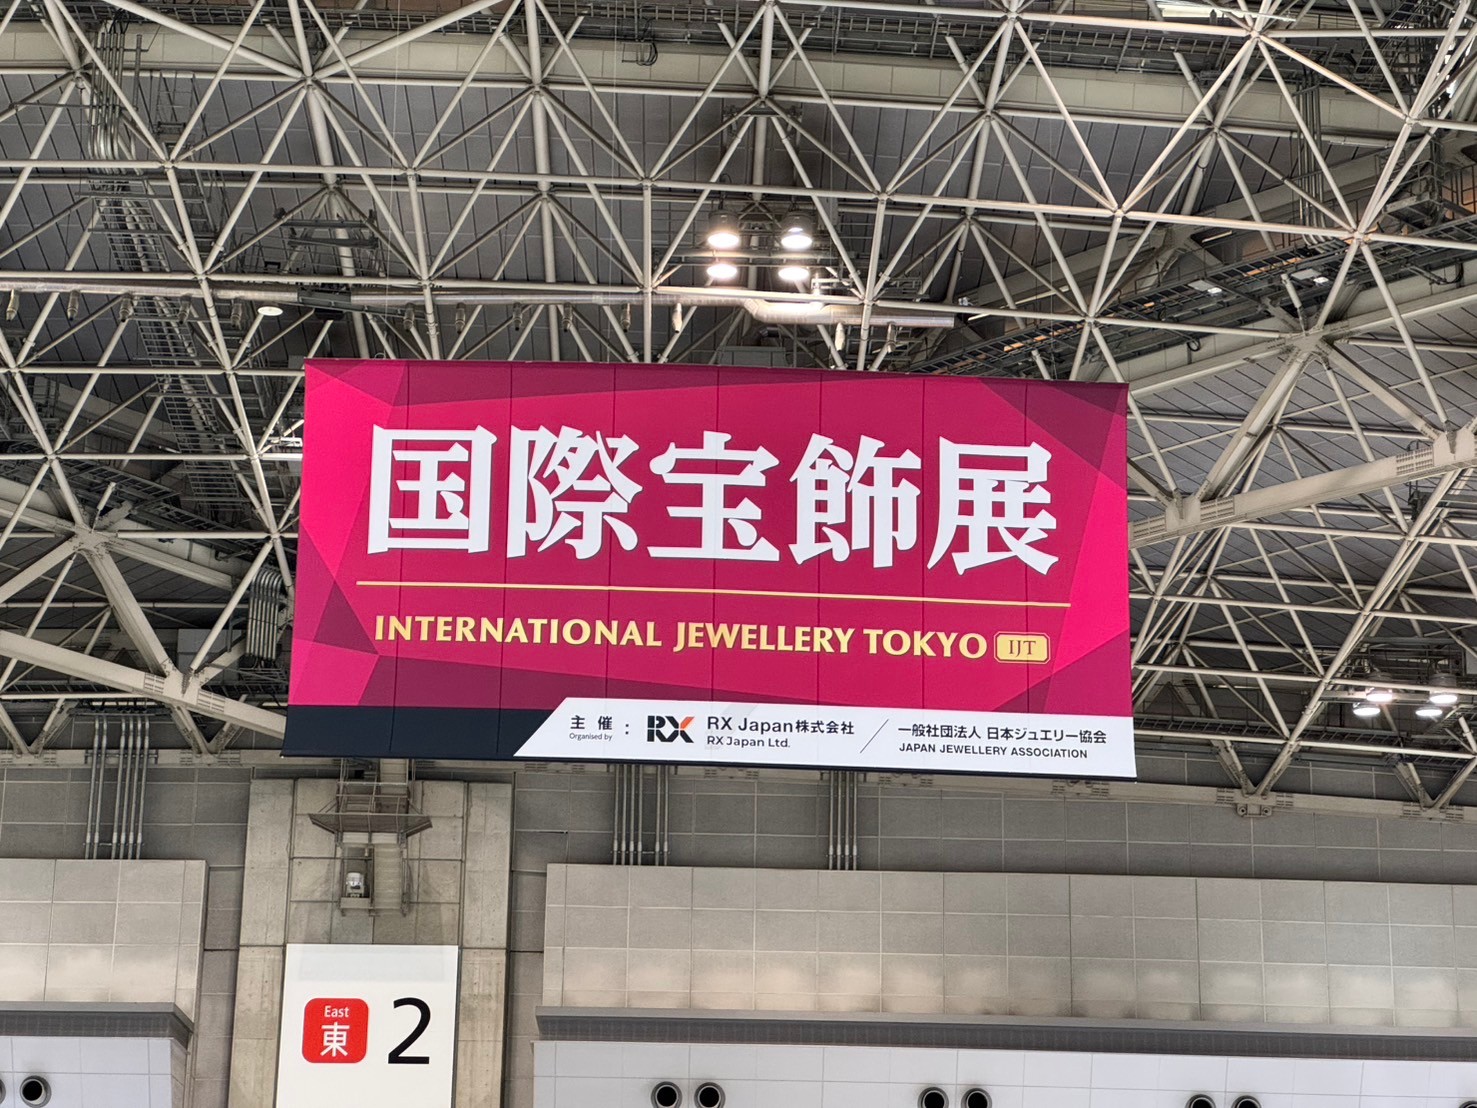 国際宝飾展
INTERNATIONAL JEWELLERY TOKYO IJT
主 催 : RX RX Japan株式会社 / 一般社団法人 日本ジュエリー協会
Organised by RX Japan Ltd. JAPAN JEWELLERY ASSOCIATION
East
東 2